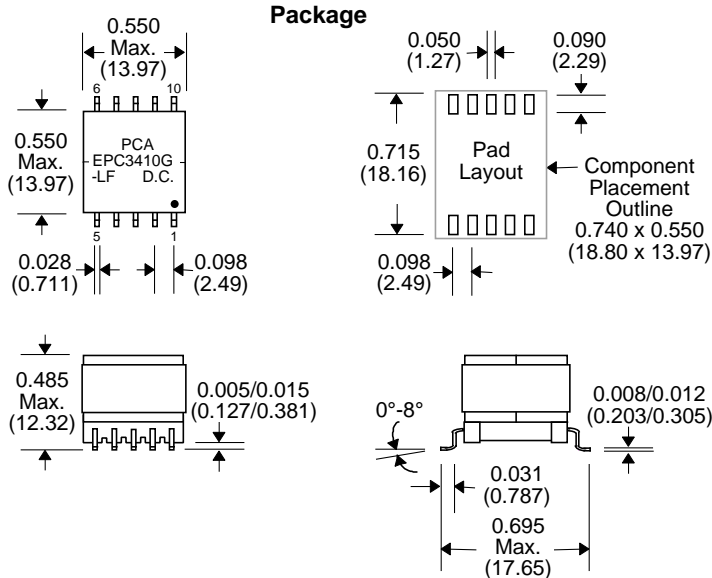 Package
0.550
Max.
(13.97)
6
10
0.550
Max.
(13.97)
PCA
EPC3410G
-LF D.C.
5
1
0.028
(0.711)
0.098
(2.49)
0.050
(1.27)
0.090
(2.29)
0.715
(18.16)
Pad
Layout
Component
Placement
Outline
0.740 x 0.550
(18.80 x 13.97)
0.098
(2.49)
0.485
Max.
(12.32)
0.005/0.015
(0.127/0.381)
0°-8°
0.008/0.012
(0.203/0.305)
0.031
(0.787)
0.695
Max.
(17.65)